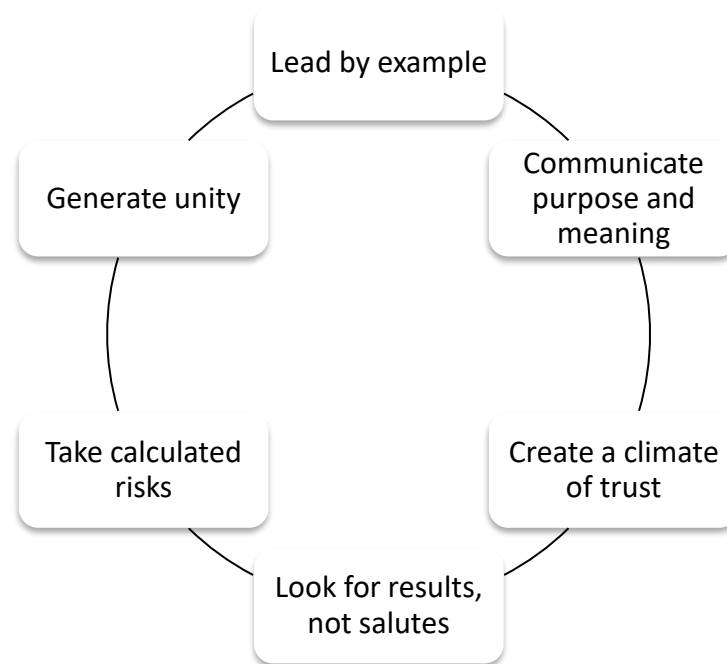 Lead by example
Communicate
purpose and
meaning
Create a climate
of trust
Look for results,
not salutes
Take calculated
risks
Generate unity